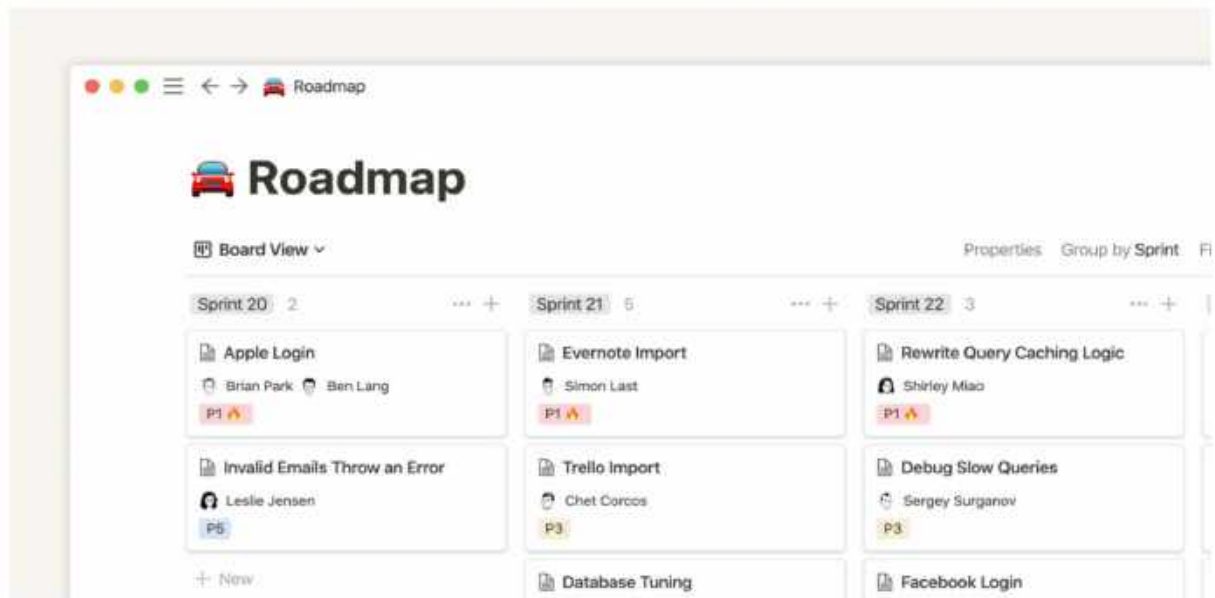 Roadmap
Roadmap
Board View
Properties Group by Sprint
Sprint 20 2
Apple Login
Brian Park Ben Lang
P1
Invalid Emails Throw an Error
Leslie Jensen
P5
+ New
Sprint 21
Evernote Import
Simon Last
P1
Trello Import
Chet Corcos
P3
Database Tuning
Sprint 22 3
Rewrite Query Caching Logic
Shirley Miao
P1
Debug Slow Queries
Sergey Surganov
P3
Facebook Login